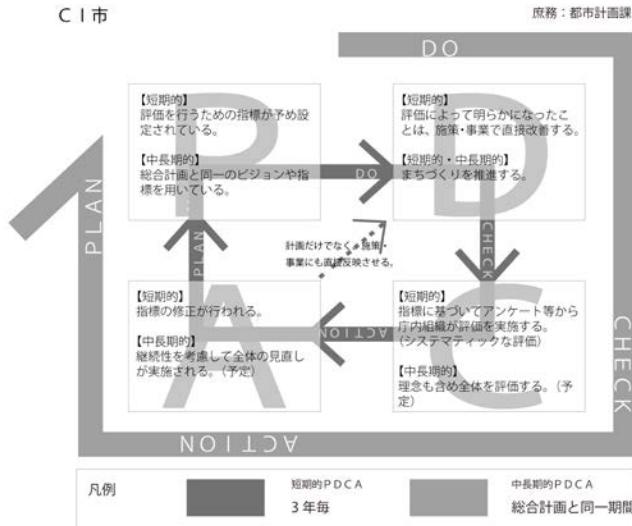 CI市
庶務：都市計画課
DO
PLAN
CHECK
ACTION
P
【短期的】
評価を行うための指標が予め設
定されている。
【中長期的】
総合計画と同一のビジョンや指
標を用いている。
DO
D
【短期的】
評価によって明らかになったこ
とは、施策・事業で直接改善する。
【短期的・中長期的】
まちづくりを推進する。
PLAN
計画だけでなく、施策・
事業にも直接反映させる。
CHECK
A
【短期的】
指標の修正が行われる。
【中長期的】
継続性を考慮して全体の見直し
が実施される。（予定）
ACTION
C
【短期的】
指標に基づいてアンケート等から
庁内組織が評価を実施する。
（システマティックな評価）
【中長期的】
理念も含め全体を評価する。（予
定）
凡例
短期的PDCA
3年毎
中長期的PDCA
総合計画と同一期間